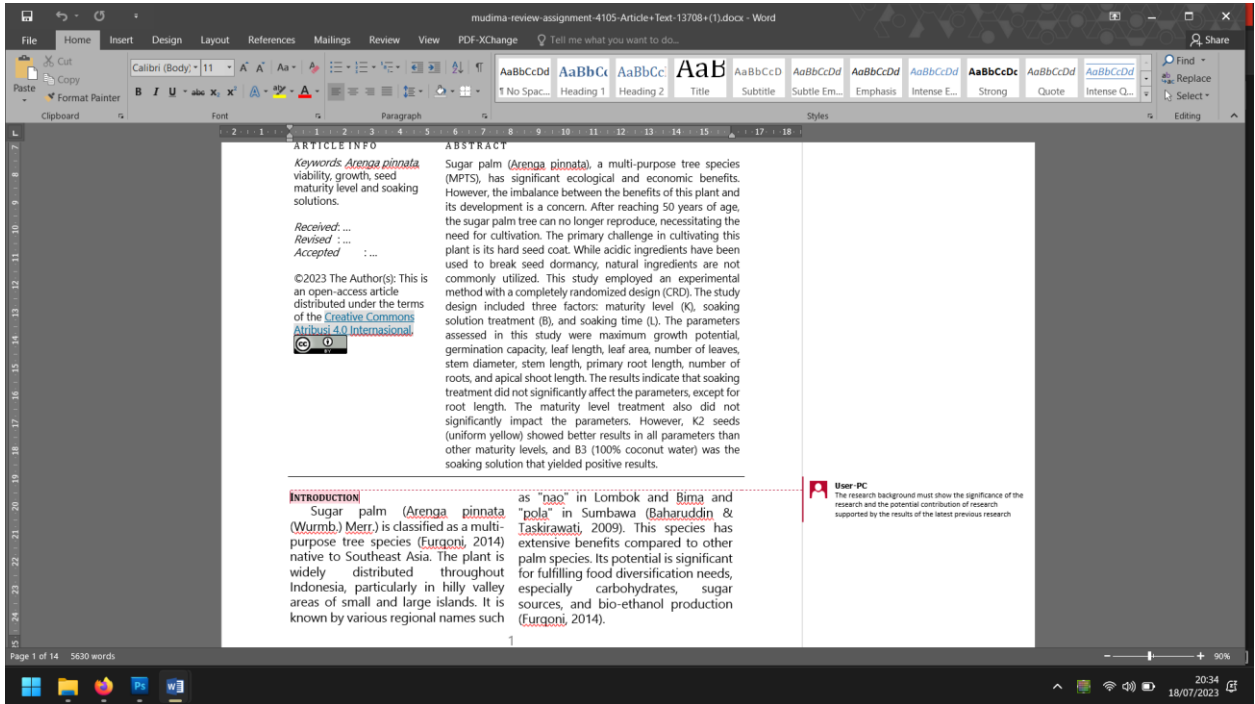 mudima-review-assignment-4105-Article+Text-13708+(1).docx - Word
File Home Insert Design Layout References Mailings Review View PDF-XChange Tell me what you want to do... Share
Cut
Copy
Format Painter
Paste
Calibri (Body) 11
AaBbCcDd AaBbCc AaBbCc AaB AaBbCcD AaBbCcDd AaBbCcDd AaBbCcDd AaBbCcDc AaBbCcDd AaBbCcDd
¶ No Spac... Heading 1 Heading 2 Title Subtitle Subtle Em... Emphasis Intense E... Strong Quote Intense Q...
Find
Replace
Select
Clipboard Font Paragraph Styles Editing
ARTICLE INFO
Keywords: Arenga pinnata,
viability, growth, seed
maturity level and soaking
solutions.
Received: ...
Revised : ...
Accepted : ...
©2023 The Author(s): This is
an open-access article
distributed under the terms
of the Creative Commons
Atribusi 4.0 Internasional.
cc BY
ABSTRACT
Sugar palm (Arenga pinnata), a multi-purpose tree species
(MPTS), has significant ecological and economic benefits.
However, the imbalance between the benefits of this plant and
its development is a concern. After reaching 50 years of age,
the sugar palm tree can no longer reproduce, necessitating the
need for cultivation. The primary challenge in cultivating this
plant is its hard seed coat. While acidic ingredients have been
used to break seed dormancy, natural ingredients are not
commonly utilized. This study employed an experimental
method with a completely randomized design (CRD). The study
design included three factors: maturity level (K), soaking
solution treatment (B), and soaking time (L). The parameters
assessed in this study were maximum growth potential,
germination capacity, leaf length, leaf area, number of leaves,
stem diameter, stem length, primary root length, number of
roots, and apical shoot length. The results indicate that soaking
treatment did not significantly affect the parameters, except for
root length. The maturity level treatment also did not
significantly impact the parameters. However, K2 seeds
(uniform yellow) showed better results in all parameters than
other maturity levels, and B3 (100% coconut water) was the
soaking solution that yielded positive results.
INTRODUCTION
Sugar palm (Arenga pinnata
(Wurmb.) Merr.) is classified as a multi-
purpose tree species (Furqoni, 2014)
native to Southeast Asia. The plant is
widely distributed throughout
Indonesia, particularly in hilly valley
areas of small and large islands. It is
known by various regional names such
as "nao" in Lombok and Bima and
"pola" in Sumbawa (Baharuddin &
Taskirawati, 2009). This species has
extensive benefits compared to other
palm species. Its potential is significant
for fulfilling food diversification needs,
especially carbohydrates, sugar
sources, and bio-ethanol production
(Furqoni, 2014).
User-PC
The research background must show the significance of the
research and the potential contribution of research
supported by the results of the latest previous research
1
Page 1 of 14 5630 words
90%
20:34
18/07/2023